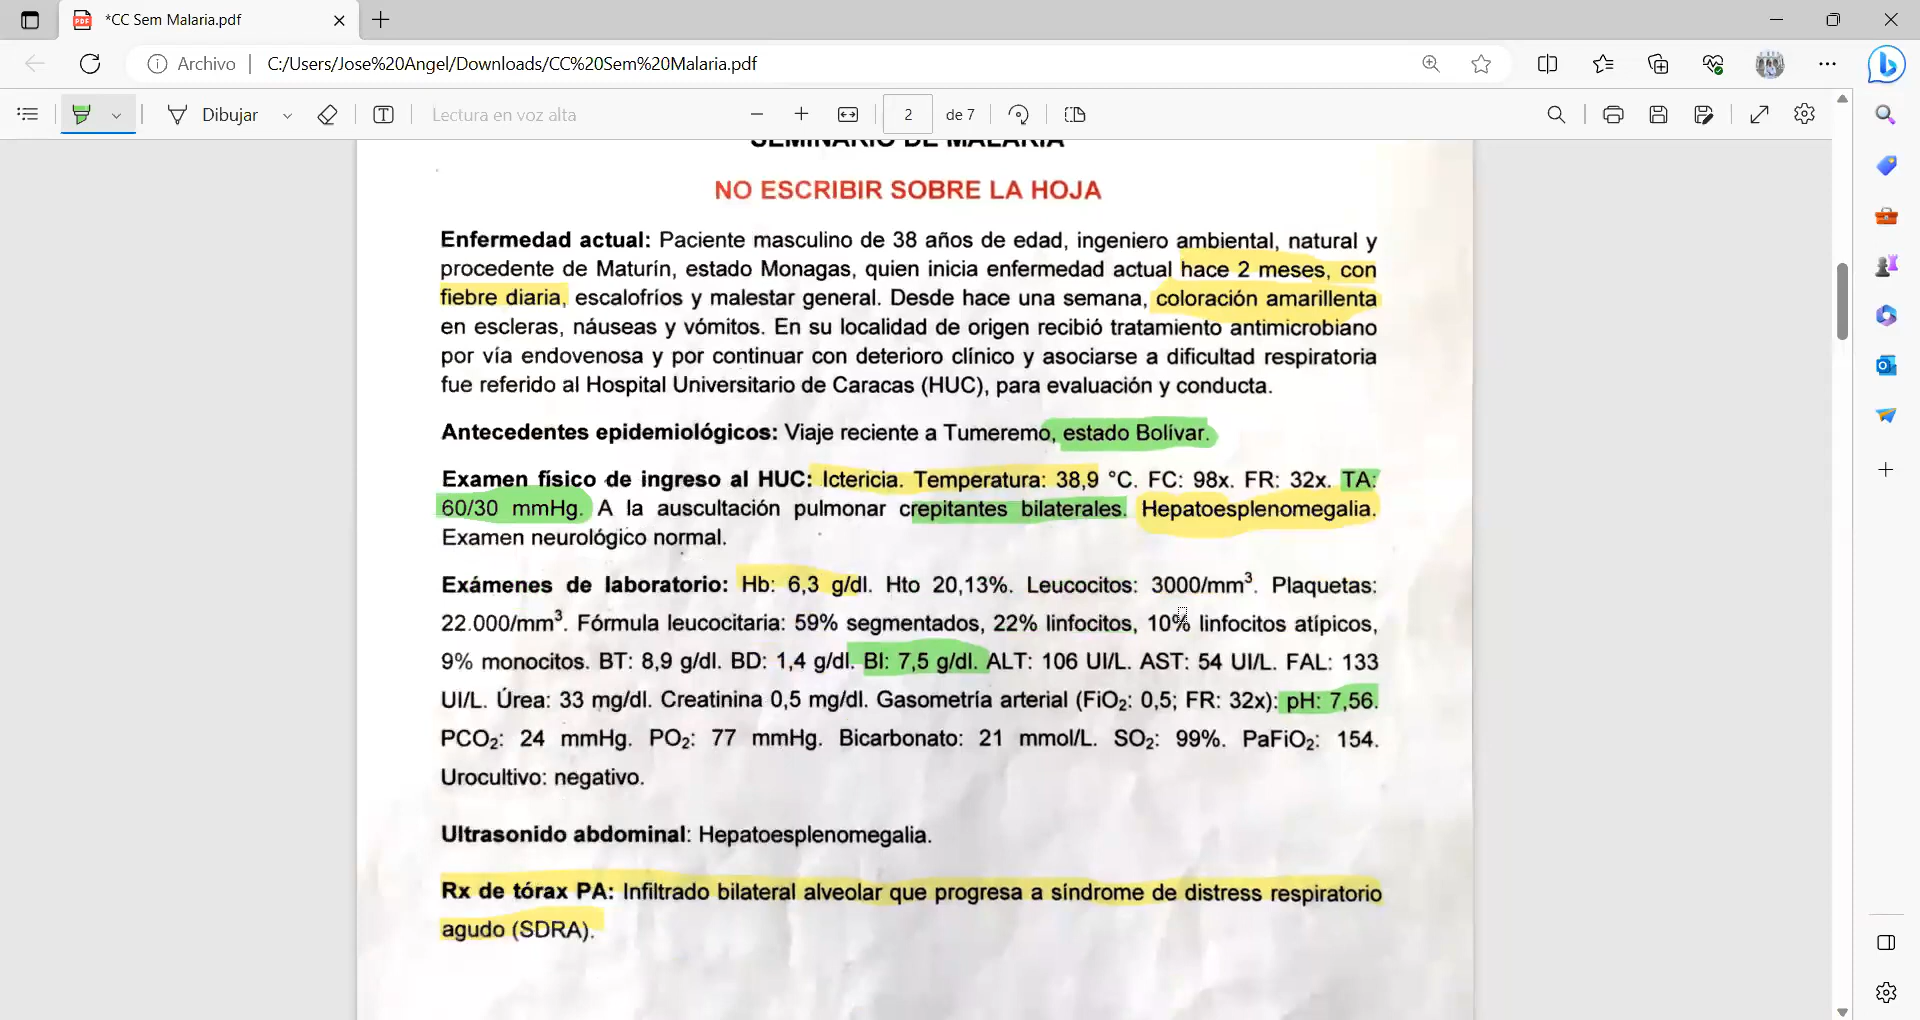 *CC Sem Malaria.pdf
Archivo
C:/Users/Jose%20Angel/Downloads/CC%20Sem%20Malaria.pdf
Dibujar
Lectura en voz alta
2
de 7
SEMINARIO DE MALARIA
NO ESCRIBIR SOBRE LA HOJA
Enfermedad actual: Paciente masculino de 38 años de edad, ingeniero ambiental, natural y
procedente de Maturín, estado Monagas, quien inicia enfermedad actual hace 2 meses, con
fiebre diaria, escalofríos y malestar general. Desde hace una semana, coloración amarillenta
en escleras, náuseas y vómitos. En su localidad de origen recibió tratamiento antimicrobiano
por vía endovenosa y por continuar con deterioro clínico y asociarse a dificultad respiratoria
fue referido al Hospital Universitario de Caracas (HUC), para evaluación y conducta.
Antecedentes epidemiológicos: Viaje reciente a Tumeremo, estado Bolívar.
Examen físico de ingreso al HUC: Ictericia. Temperatura: 38,9 °C. FC: 98x. FR: 32x. TA:
60/30 mmHg. A la auscultación pulmonar crepitantes bilaterales. Hepatoesplenomegalia.
Examen neurológico normal.
Exámenes de laboratorio: Hb: 6,3 g/dl. Hto 20,13%. Leucocitos: 3000/mm³. Plaquetas:
22.000/mm³. Fórmula leucocitaria: 59% segmentados, 22% linfocitos, 10% linfocitos atípicos,
9% monocitos. BT: 8,9 g/dl. BD: 1,4 g/dl. BI: 7,5 g/dl. ALT: 106 UI/L. AST: 54 UI/L. FAL: 133
UI/L. Úrea: 33 mg/dl. Creatinina 0,5 mg/dl. Gasometría arterial (FiO₂: 0,5; FR: 32x): pH: 7,56.
PCO₂: 24 mmHg. PO₂: 77 mmHg. Bicarbonato: 21 mmol/L. SO₂: 99%. PaFiO₂: 154.
Urocultivo: negativo.
Ultrasonido abdominal: Hepatoesplenomegalia.
Rx de tórax PA: Infiltrado bilateral alveolar que progresa a síndrome de distress respiratorio
agudo (SDRA).